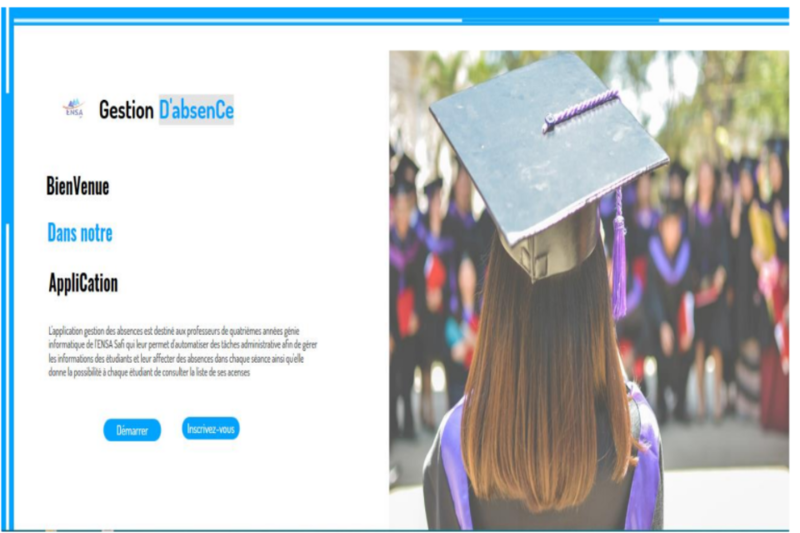 ENSA
Gestion D'absenCe
BienVenue
Dans notre
AppliCation
L'application gestion des absences est destiné aux professeurs de quatrièmes années génie
informatique de l'ENSA Safi qui leur permet d'automatiser des tâches administrative afin de gérer
les informations des étudiants et leur affecter des absences dans chaque séance ainsi qu'elle
donne la possibilité à chaque étudiant de consulter la liste de ses acenses
Démarrer
Inscrivez-vous